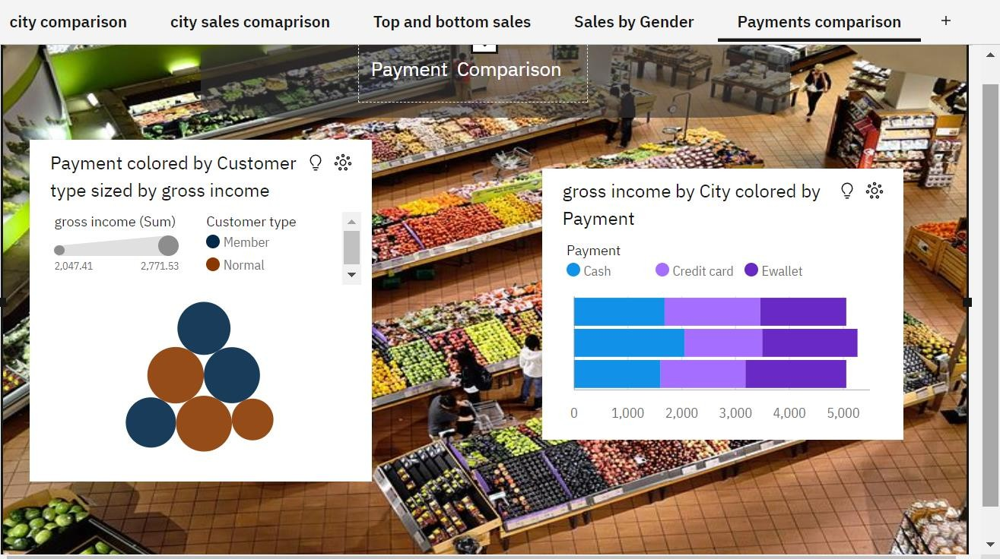 city comparison
city sales comaprison
Top and bottom sales
Sales by Gender
Payments comparison
+
Payment Comparison
Payment colored by Customer
type sized by gross income
gross income (Sum)
2,047.41
2,771.53
Customer type
Member
Normal
gross income by City colored by
Payment
Payment
Cash
Credit card
Ewallet
0
1,000
2,000
3,000
4,000
5,000